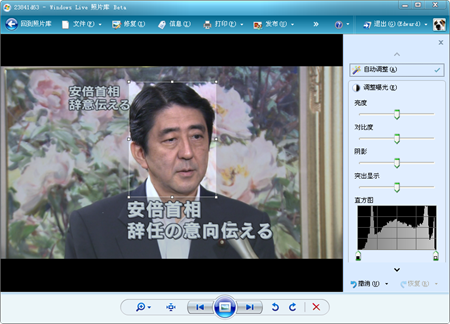 23041d63 - Windows Live 照片库 Beta
回到照片库 文件(F) 修复(X) 信息(I) 打印(P) 发布(U) » 退出(G)(Edward)
安倍首相
辞意伝える
安倍首相
辞任の意向伝える
自动调整(A)
调整曝光(E)
亮度
对比度
阴影
突出显示
直方图
撤消(U) 恢复(R)